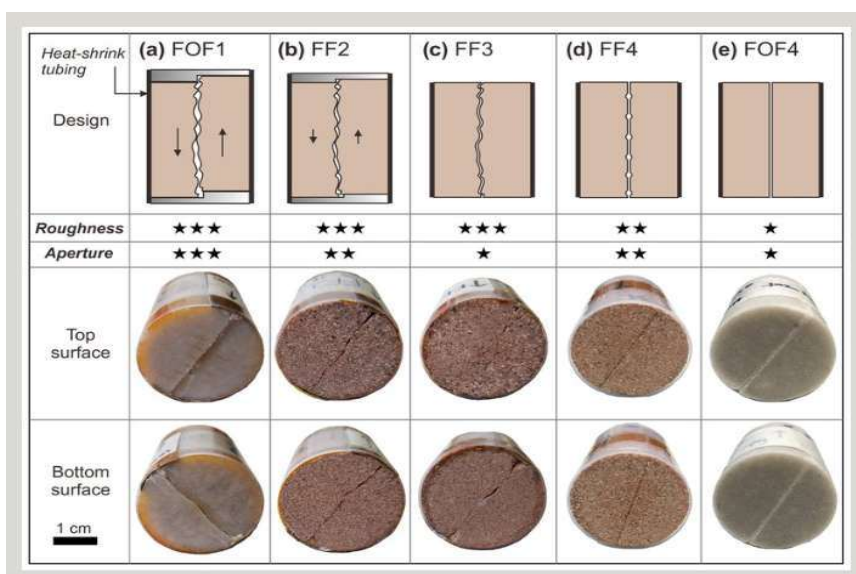 (a) FOF1 (b) FF2 (c) FF3 (d) FF4 (e) FOF4
Heat-shrink
tubing
Design
Roughness ★★★ ★★★ ★★★ ★★ ★
Aperture ★★★ ★★ ★ ★★ ★
Top
surface
Bottom
surface
1 cm